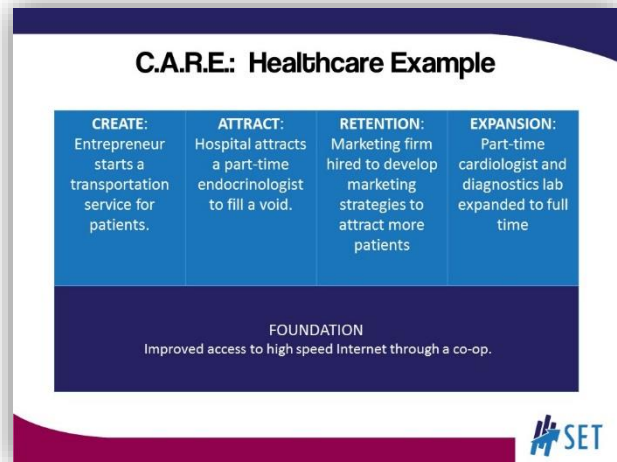 C.A.R.E.: Healthcare Example
CREATE:
Entrepreneur
starts a
transportation
service for
patients.
ATTRACT:
Hospital attracts
a part-time
endocrinologist
to fill a void.
RETENTION:
Marketing firm
hired to develop
marketing
strategies to
attract more
patients
EXPANSION:
Part-time
cardiologist and
diagnostics lab
expanded to full
time
FOUNDATION
Improved access to high speed Internet through a co-op.
SET